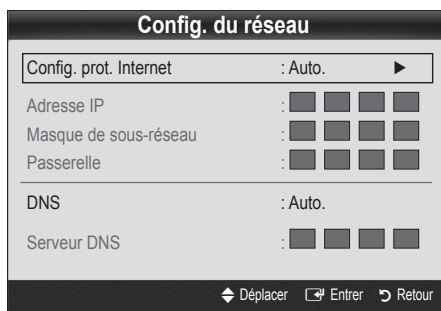 Config. du réseau
Config. prot. Internet : Auto. ►
Adresse IP :
Masque de sous-réseau :
Passerelle :
DNS : Auto.
Serveur DNS :
Déplacer Entrer Retour